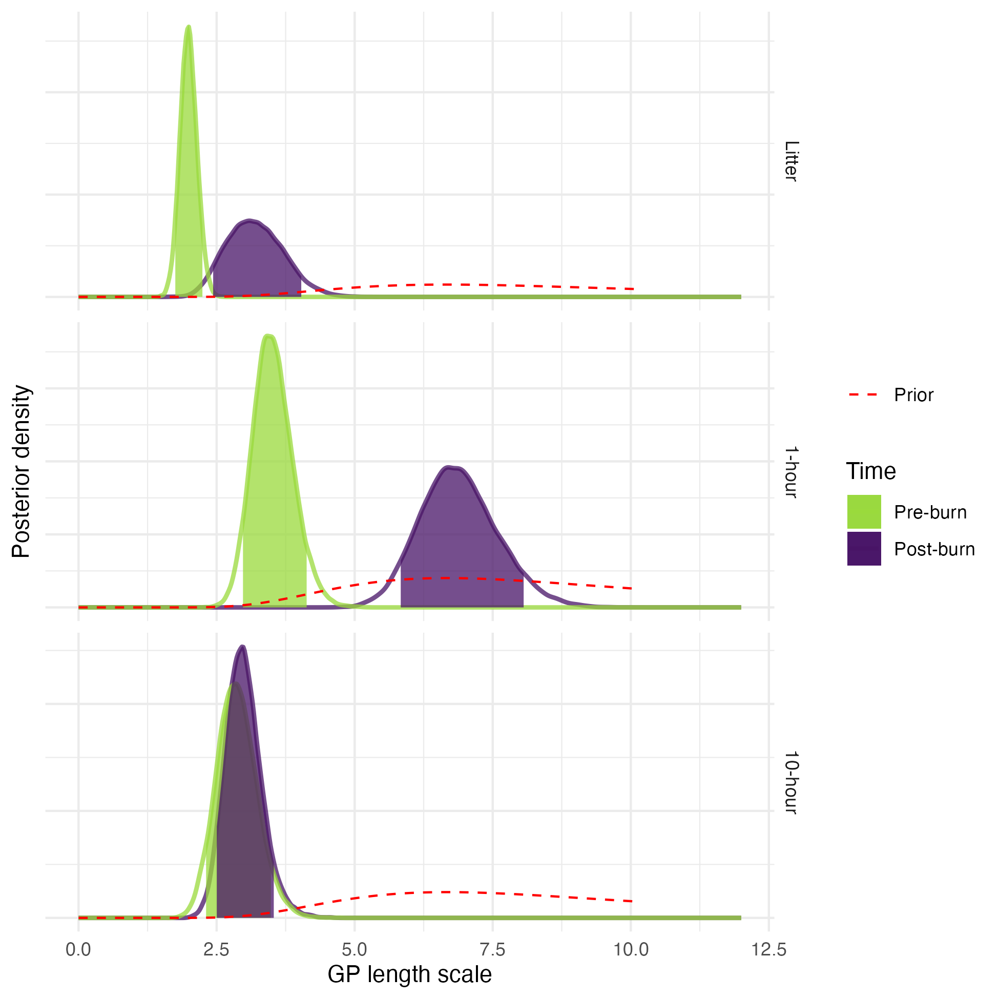 Posterior density
Litter
1-hour
10-hour
0.0 2.5 5.0 7.5 10.0 12.5
GP length scale
Prior
Time
Pre-burn
Post-burn